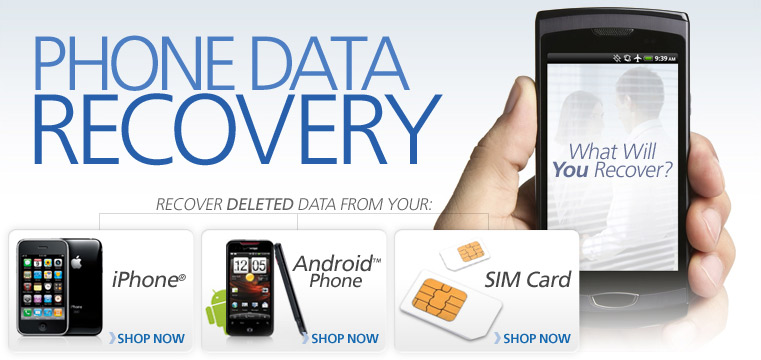 PHONE DATA
RECOVERY
9:39 AM
What Will
You Recover?
RECOVER DELETED DATA FROM YOUR:
iPhone®
SHOP NOW
12 05
Android™
Phone
SHOP NOW
SIM Card
SHOP NOW